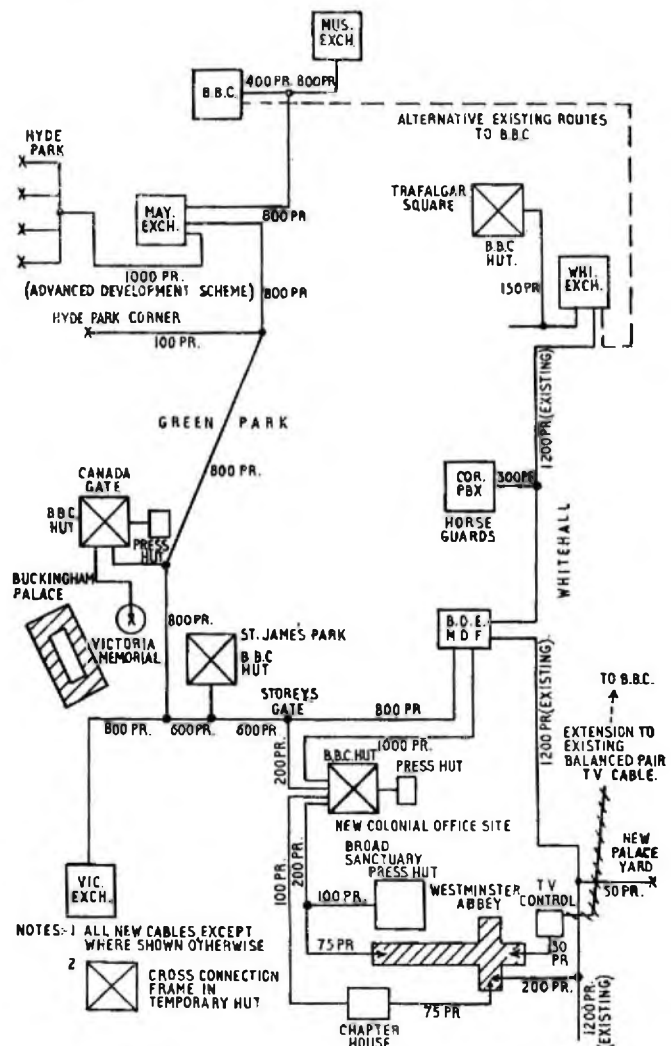 MUS.
EXCH.
B.B.C.
400 PR. 800 PR
ALTERNATIVE EXISTING ROUTES
TO B.B.C
HYDE
PARK
MAY.
EXCH.
800 PR
TRAFALGAR
SQUARE
B.B.C
HUT.
WHI.
EXCH.
150 PR
1000 PR.
(ADVANCED DEVELOPMENT SCHEME)
800 PR
HYDE PARK CORNER
100 PR.
1200 PR (EXISTING)
GREEN PARK
800 PR.
COR.
PBX
300 PR
HORSE
GUARDS
WHITEHALL
CANADA
GATE
B.B.C.
HUT
PRESS
HUT
BUCKINGHAM
PALACE
VICTORIA
MEMORIAL
800 PR.
ST. JAMES PARK
B.B.C
HUT
B.D.E.
M D F
STOREYS
GATE
800 PR
800 PR.
600 PR.
600 PR.
1000 PR.
1200 PR (EXISTING).
TO B.B.C.
EXTENSION TO
EXISTING
BALANCED PAIR
TV CABLE.
200 PR.
B.B.C HUT
PRESS HUT
NEW COLONIAL OFFICE SITE
NEW
PALACE
YARD
50 PR.
VIC.
EXCH.
100 PR.
200 PR.
BROAD
SANCTUARY
PRESS HUT
100 PR.
WESTMINSTER
ABBEY
TV
CONTROL
75 PR
30
PR
200 PR.
NOTES:- 1 ALL NEW CABLES EXCEPT
WHERE SHOWN OTHERWISE
2 CROSS CONNECTION
FRAME IN
TEMPORARY HUT
CHAPTER
HOUSE
75 PR
1200 PR.
(EXISTING)